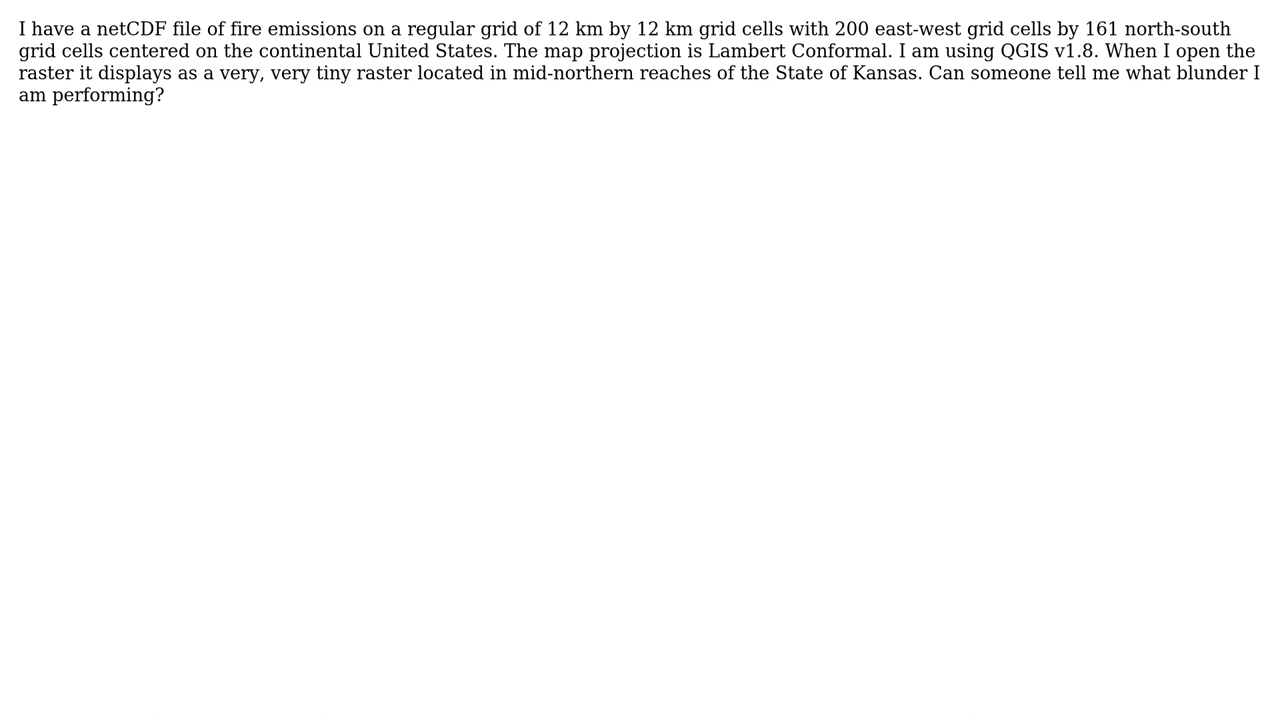 I have a netCDF file of fire emissions on a regular grid of 12 km by 12 km grid cells with 200 east-west grid cells by 161 north-south
grid cells centered on the continental United States. The map projection is Lambert Conformal. I am using QGIS v1.8. When I open the
raster it displays as a very, very tiny raster located in mid-northern reaches of the State of Kansas. Can someone tell me what blunder I
am performing?